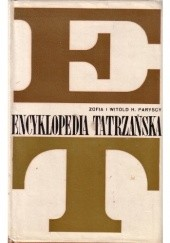 E
ZOFIA I WITOLD H. PARYSCY
ENCYKLOPEDIA TATRZAŃSKA
T